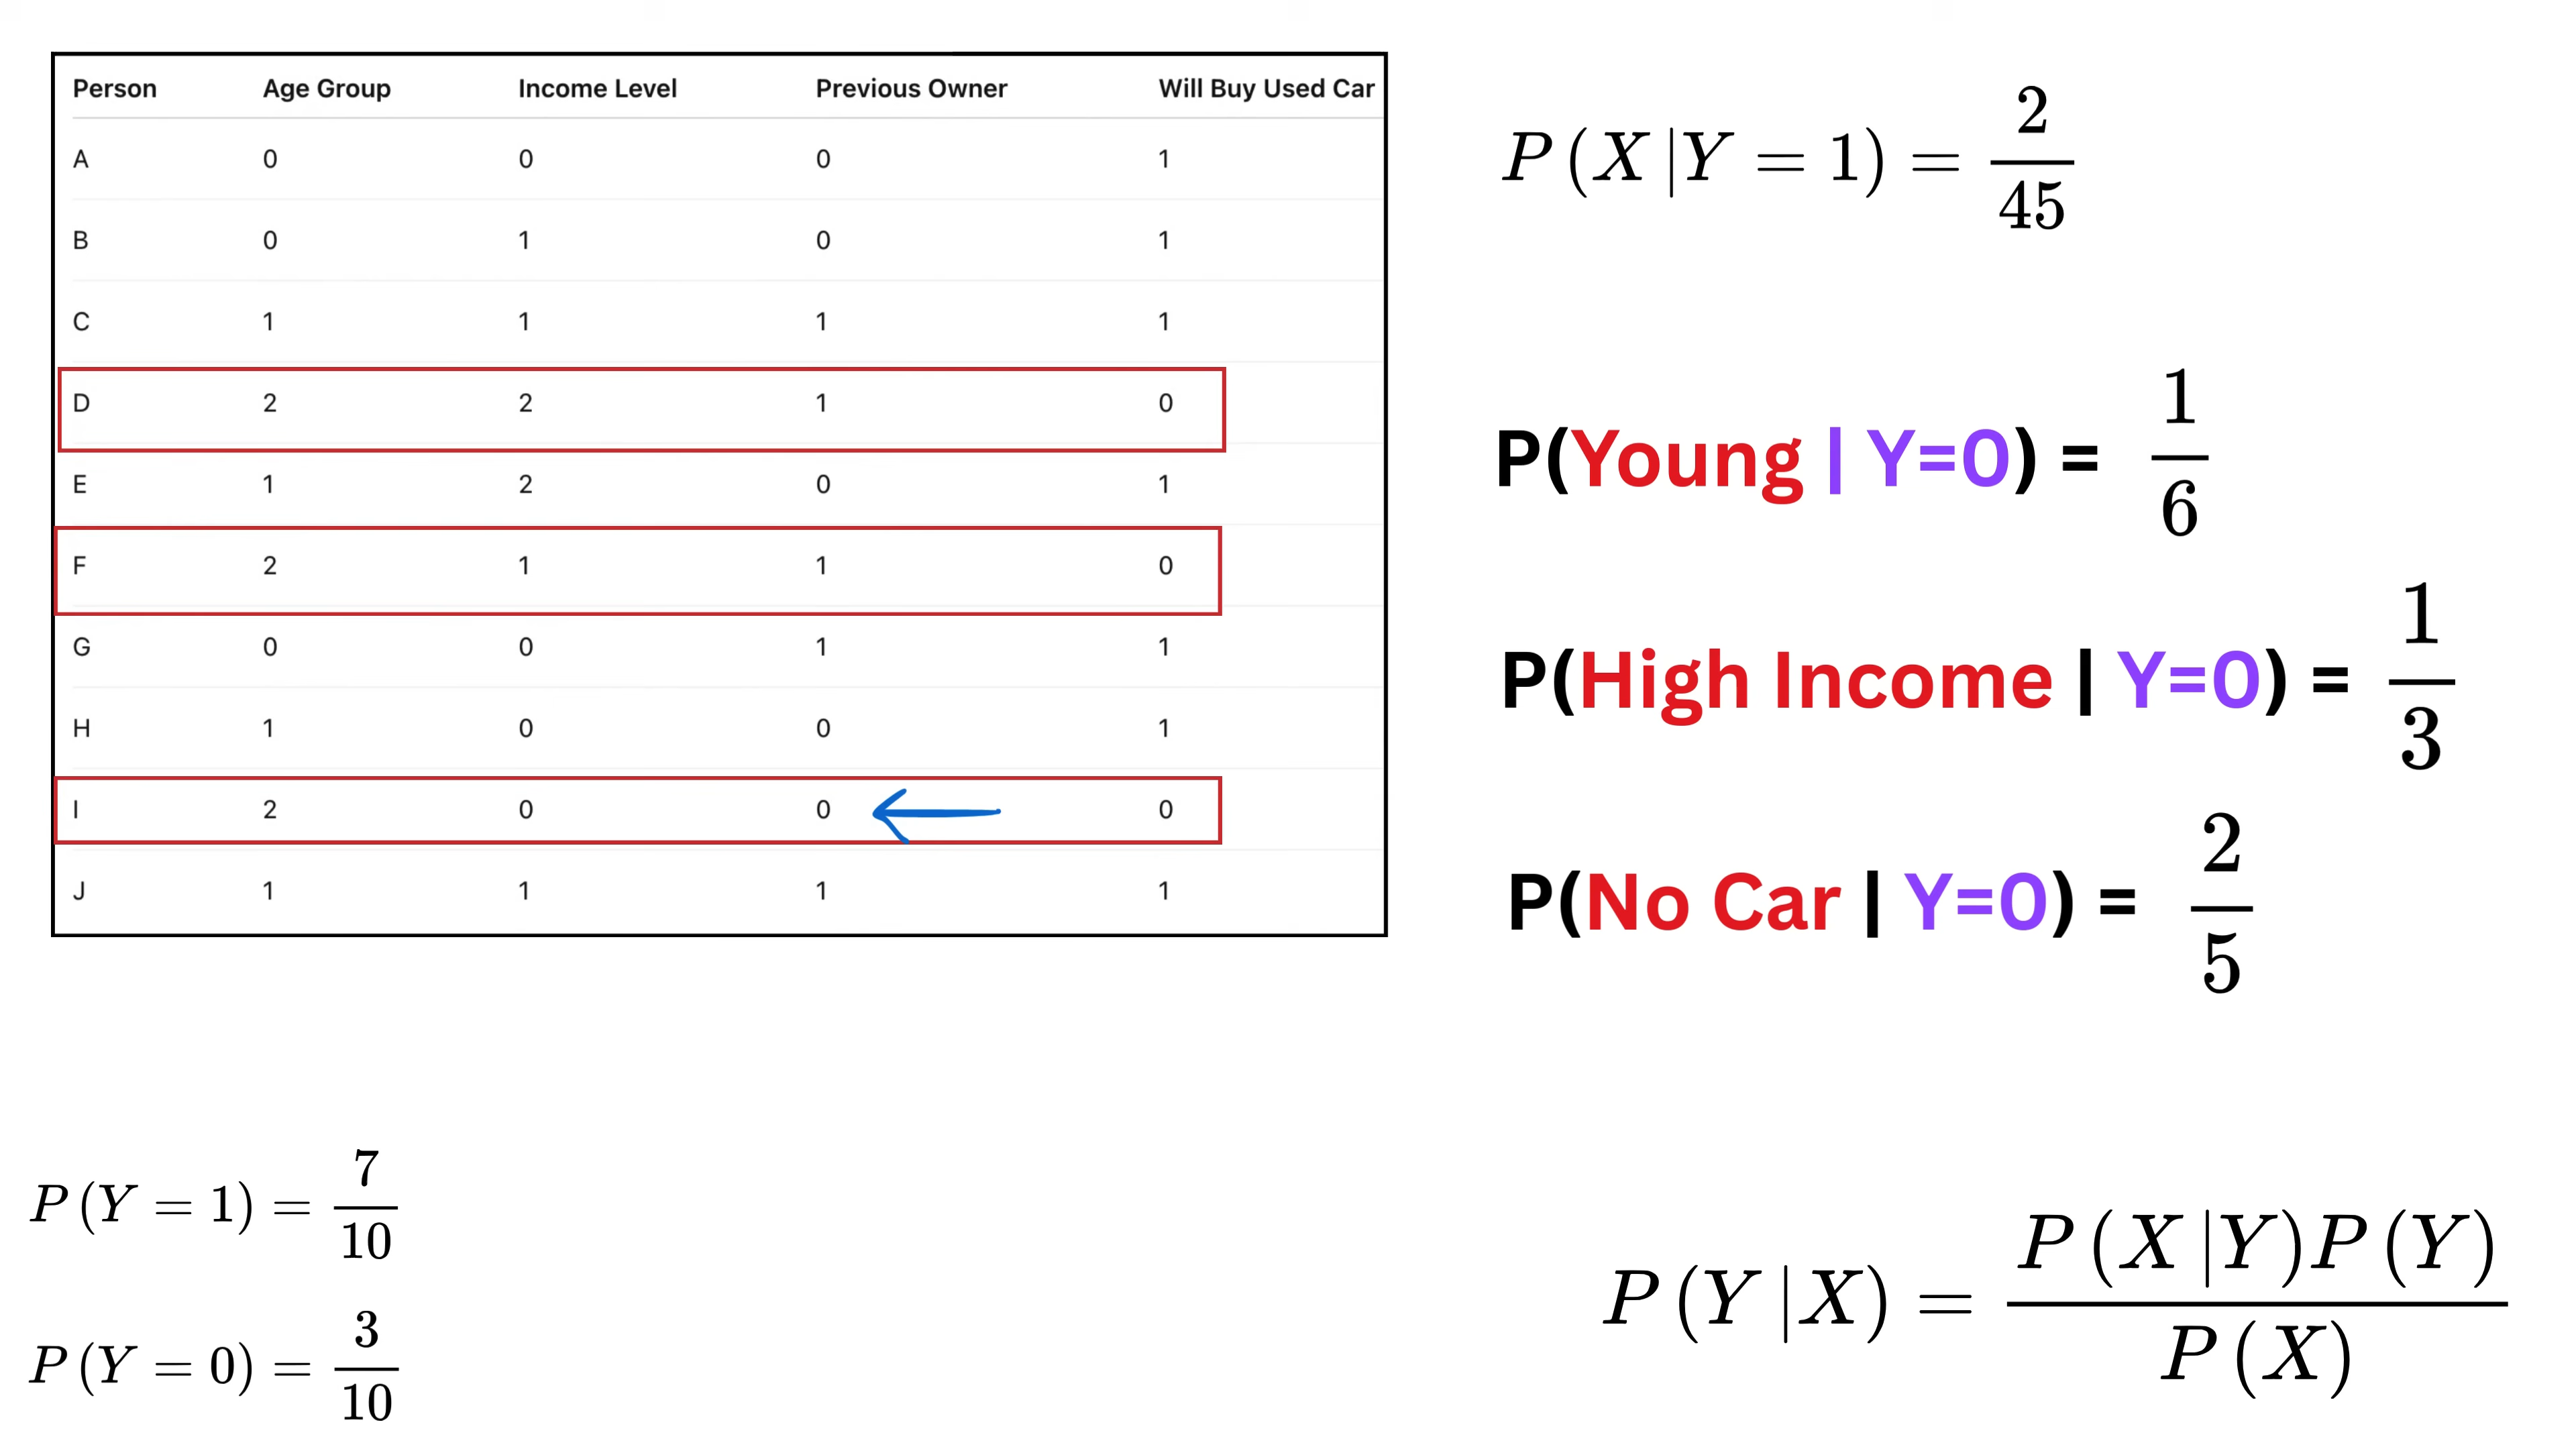 Person Age Group Income Level Previous Owner Will Buy Used Car
A 0 0 0 1
B 0 1 0 1
C 1 1 1 1
D 2 2 1 0
E 1 2 0 1
F 2 1 1 0
G 0 0 1 1
H 1 0 0 1
I 2 0 0 0
J 1 1 1 1
P(X|Y = 1) = 2/45
P(Young | Y=0) = 1/6
P(High Income | Y=0) = 1/3
P(No Car | Y=0) = 2/5
P(Y = 1) = 7/10
P(Y = 0) = 3/10
P(Y|X) = P(X|Y)P(Y)/P(X)